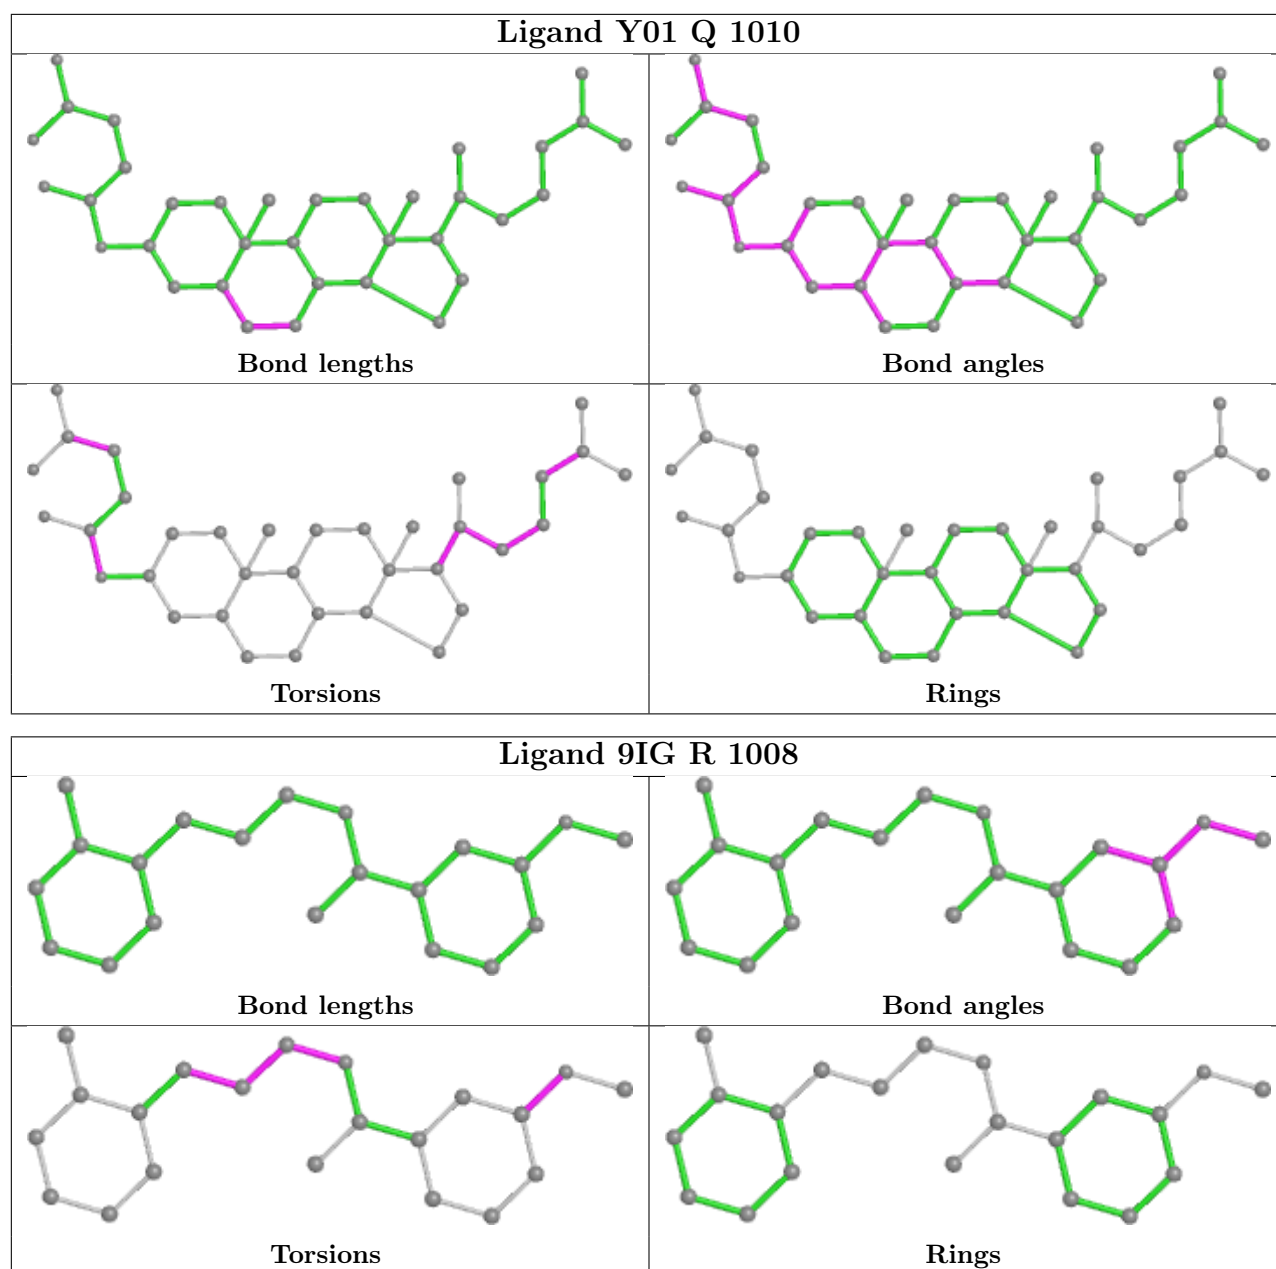 Ligand Y01 Q 1010
Bond lengths
Bond angles
Torsions
Rings
Ligand 9IG R 1008
Bond lengths
Bond angles
Torsions
Rings